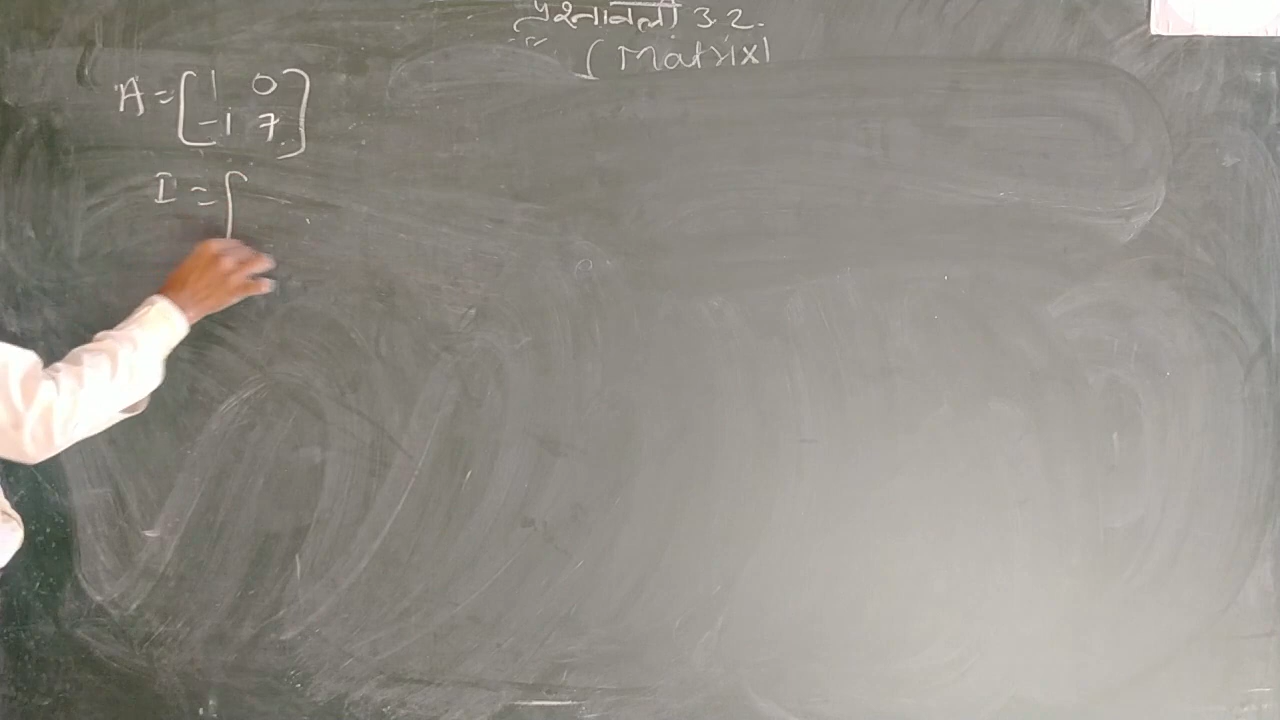 प्रश्नावली 3.2.
( Matrix)
A = [ 1 0
-1 7 ]
I = [